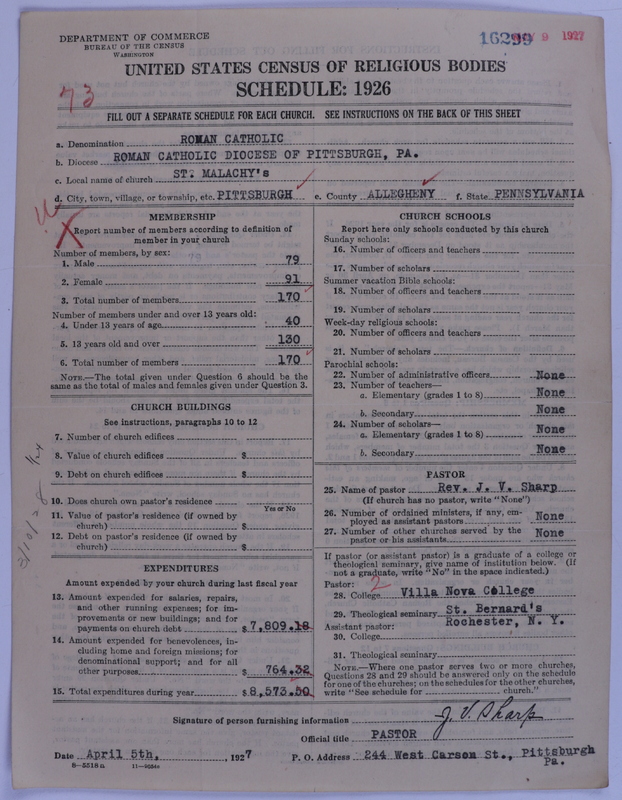 DEPARTMENT OF COMMERCE
BUREAU OF THE CENSUS
WASHINGTON
16299
9 1927
UNITED STATES CENSUS OF RELIGIOUS BODIES
SCHEDULE: 1926
73
FILL OUT A SEPARATE SCHEDULE FOR EACH CHURCH. SEE INSTRUCTIONS ON THE BACK OF THIS SHEET
a. Denomination ROMAN CATHOLIC
b. Diocese ROMAN CATHOLIC DIOCESE OF PITTSBURGH, PA.
c. Local name of church ST. MALACHY's
d. City, town, village, or township, etc. PITTSBURGH e. County ALLEGHENY f. State PENNSYLVANIA
MEMBERSHIP
Report number of members according to definition of
member in your church
Number of members, by sex:
1. Male 79
2. Female 91
3. Total number of members 170
Number of members under and over 13 years old:
4. Under 13 years of age 40
5. 13 years old and over 130
6. Total number of members 170
NOTE.—The total given under Question 6 should be
same as the total of males and females given under Question 3.
CHURCH BUILDINGS
See instructions, paragraphs 10 to 12
7. Number of church edifices
8. Value of church edifices $
9. Debt on church edifices $
10. Does church own pastor's residence
Yes or No
11. Value of pastor's residence (if owned by
church) $
12. Debt on pastor's residence (if owned by
church) $
EXPENDITURES
Amount expended by your church during last fiscal year
13. Amount expended for salaries, repairs,
and other running expenses; for im-
provements or new buildings; and for
payments on church debt $ 7,809.18
14. Amount expended for benevolences, in-
cluding home and foreign missions; for
denominational support; and for all
other purposes $ 764.32
15. Total expenditures during year $ 8,573.50
CHURCH SCHOOLS
Report here only schools conducted by this church
Sunday schools:
16. Number of officers and teachers
17. Number of scholars
Summer vacation Bible schools:
18. Number of officers and teachers
19. Number of scholars
Week-day religious schools:
20. Number of officers and teachers
21. Number of scholars
Parochial schools:
22. Number of administrative officers None
23. Number of teachers—
a. Elementary (grades 1 to 8) None
b. Secondary None
24. Number of scholars—
a. Elementary (grades 1 to 8) None
b. Secondary None
PASTOR
25. Name of pastor Rev. J. V. Sharp
(If church has no pastor, write "None")
26. Number of ordained ministers, if any, em-
ployed as assistant pastors None
27. Number of other churches served by the
pastor or his assistants None
If pastor (or assistant pastor) is a graduate of a college or
theological seminary, give name of institution below. (If
not a graduate, write "No" in the space indicated.)
Pastor: 2
28. College Villa Nova College
29. Theological seminary St. Bernard's
Assistant pastor: Rochester, N. Y.
30. College
31. Theological seminary
NOTE.—Where one pastor serves two or more churches,
Questions 28 and 29 should be answered only on the schedule
for one of the churches; on the schedules for the other churches,
write "See schedule for church."
Signature of person furnishing information J. V. Sharp
Official title PASTOR
Date April 5th, , 1927 P. O. Address 244 West Carson St., Pittsburgh
Pa.